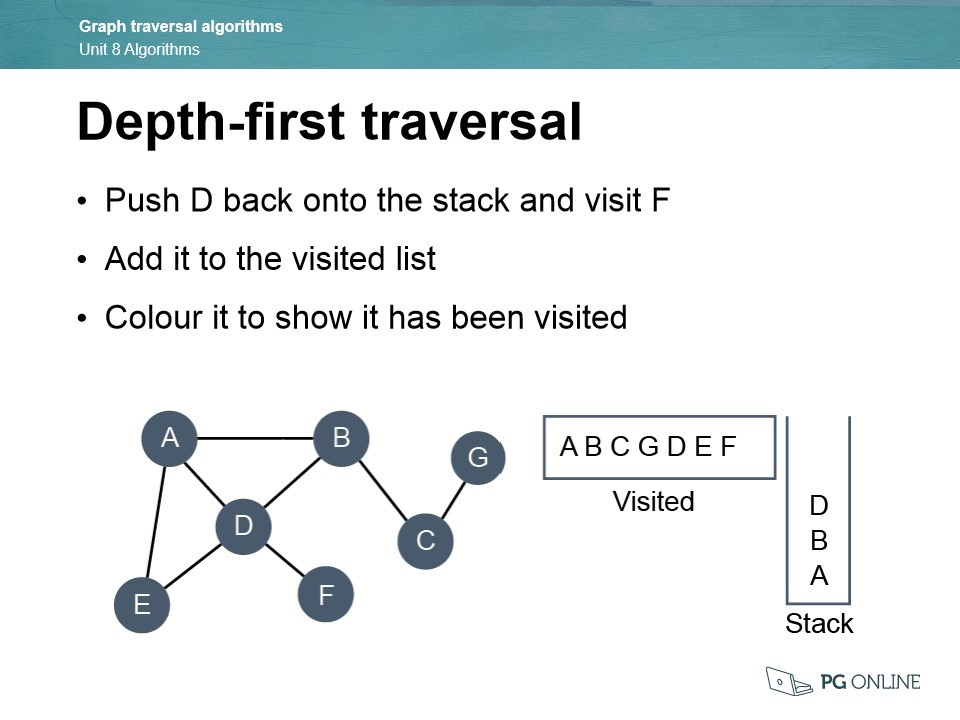 Graph traversal algorithms
Unit 8 Algorithms
Depth-first traversal
• Push D back onto the stack and visit F
• Add it to the visited list
• Colour it to show it has been visited
A
B
G
D
C
E
F
A B C G D E F
Visited
D
B
A
Stack
PG ONLINE